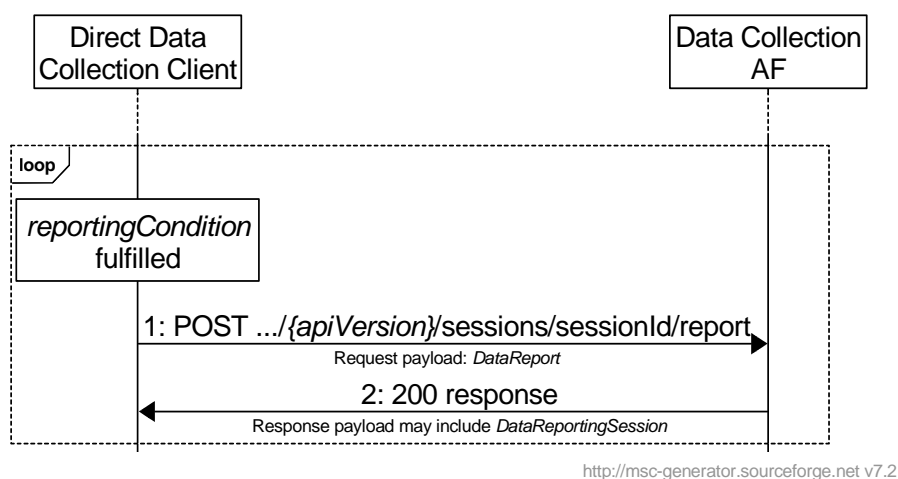 Direct Data
Collection Client
Data Collection
AF
loop
reportingCondition
fulfilled
1: POST .../{apiVersion}/sessions/sessionId/report
Request payload: DataReport
2: 200 response
Response payload may include DataReportingSession
http://msc-generator.sourceforge.net v7.2